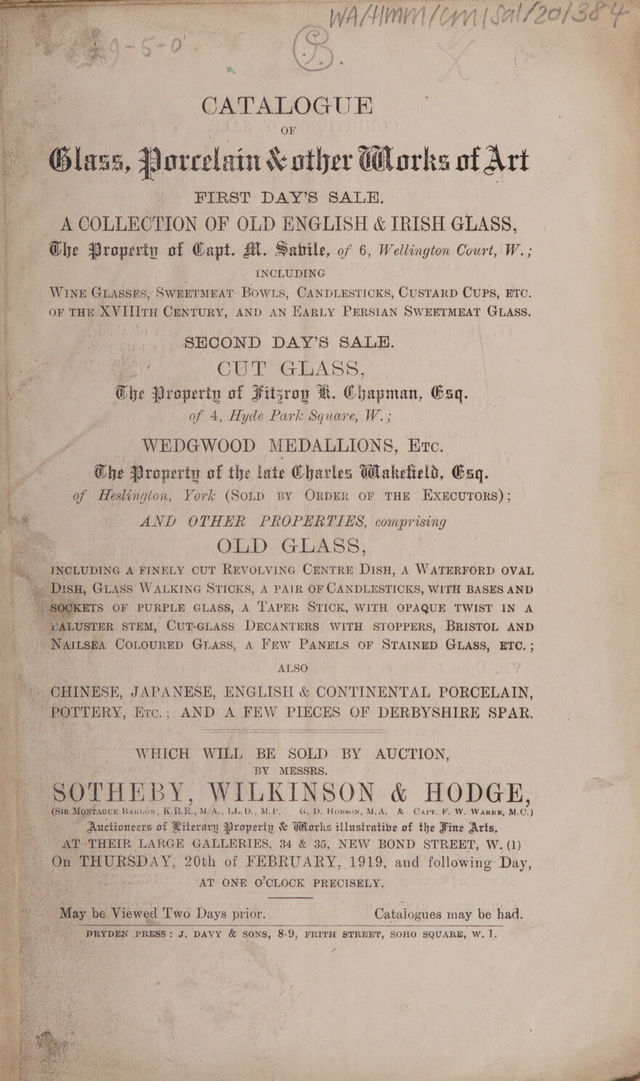 WA/HMM/CM/Sal/20/384
9-5-0
B.
CATALOGUE
OF
Glass, Porcelain & other Works of Art
FIRST DAY'S SALE.
A COLLECTION OF OLD ENGLISH & IRISH GLASS,
The Property of Capt. M. Savile, of 6, Wellington Court, W.;
INCLUDING
WINE GLASSES, SWEETMEAT BOWLS, CANDLESTICKS, CUSTARD CUPS, ETC.
OF THE XVIIITH CENTURY, AND AN EARLY PERSIAN SWEETMEAT GLASS.
SECOND DAY'S SALE.
CUT GLASS,
The Property of Fitzroy K. Chapman, Esq.
of 4, Hyde Park Square, W.;
WEDGWOOD MEDALLIONS, ETC.
The Property of the late Charles Wakefield, Esq.
of Heslington, York (SOLD BY ORDER OF THE EXECUTORS);
AND OTHER PROPERTIES, comprising
OLD GLASS,
INCLUDING A FINELY CUT REVOLVING CENTRE DISH, A WATERFORD OVAL
DISH, GLASS WALKING STICKS, A PAIR OF CANDLESTICKS, WITH BASES AND
SOCKETS OF PURPLE GLASS, A TAPER STICK, WITH OPAQUE TWIST IN A
BALUSTER STEM, CUT-GLASS DECANTERS WITH STOPPERS, BRISTOL AND
NAILSEA COLOURED GLASS, A FEW PANELS OF STAINED GLASS, ETC.;
ALSO
CHINESE, JAPANESE, ENGLISH & CONTINENTAL PORCELAIN,
POTTERY, ETC.; AND A FEW PIECES OF DERBYSHIRE SPAR.
WHICH WILL BE SOLD BY AUCTION,
BY MESSRS.
SOTHEBY, WILKINSON & HODGE,
(SIR MONTAGUE BARLOW, K.B.E., M.A., LL.D., M.P. G. D. HOBSON, M.A. & CAPT. F. W. WARRE, M.C.)
Auctioneers of Literary Property & Works illustrative of the Fine Arts,
AT THEIR LARGE GALLERIES, 34 & 35, NEW BOND STREET, W.(1)
On THURSDAY, 20th of FEBRUARY, 1919, and following Day,
AT ONE O'CLOCK PRECISELY.
May be Viewed Two Days prior. Catalogues may be had.
DRYDEN PRESS: J. DAVY & SONS, 8-9, FRITH STREET, SOHO SQUARE, W. 1.